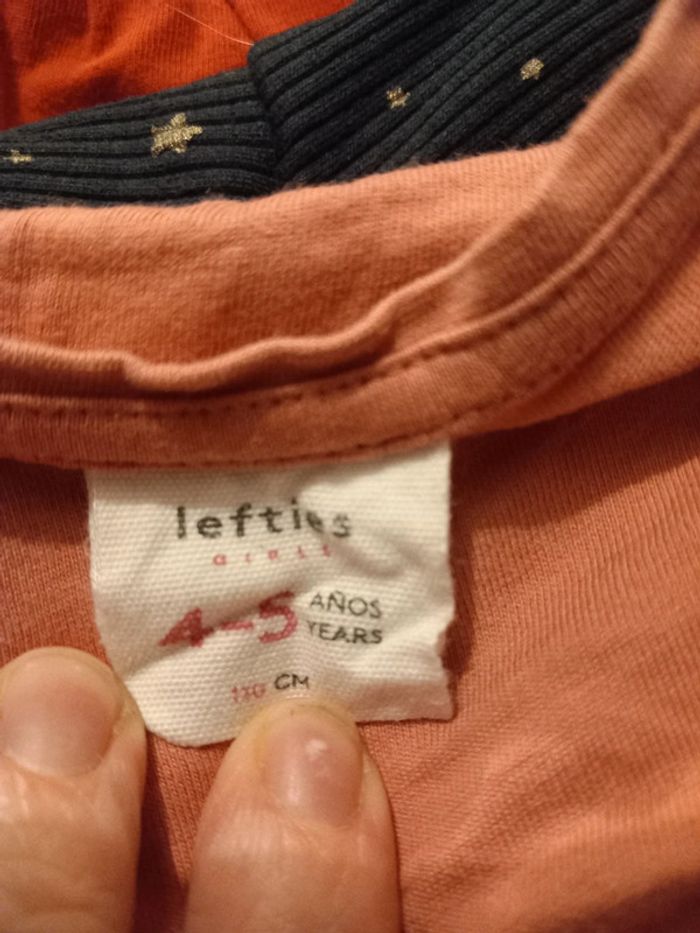 lefties
GIRLS
4-5 AÑOS
YEARS
110 CM